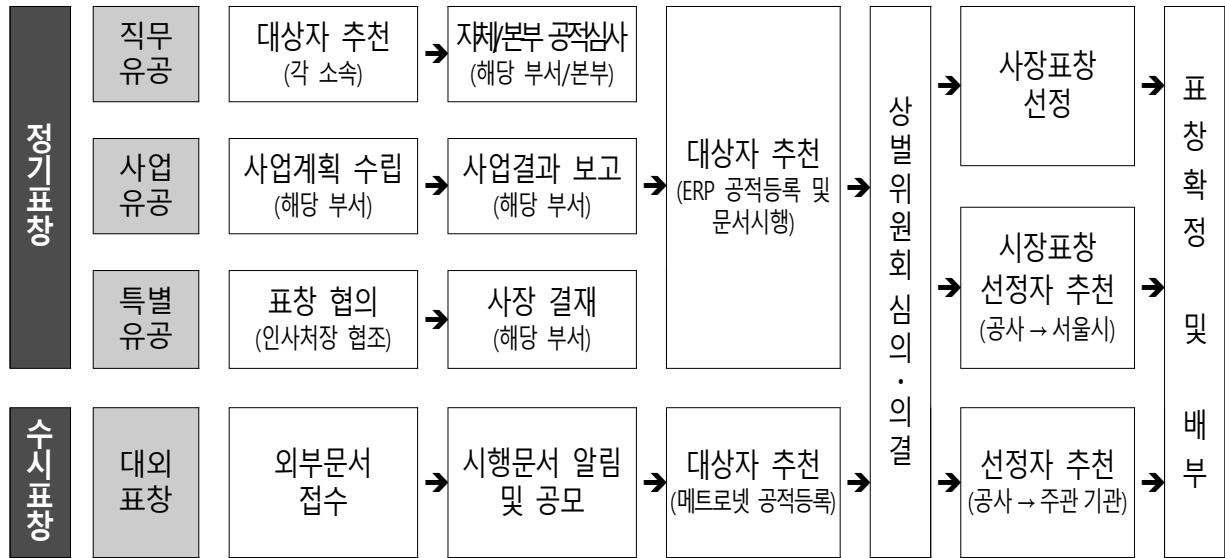 정기표창
직무
유공
대상자 추천
(각 소속)
자체/본부 공적심사
(해당 부서/본부)
사업
유공
사업계획 수립
(해당 부서)
사업결과 보고
(해당 부서)
특별
유공
표창 협의
(인사처장 협조)
사장 결재
(해당 부서)
대상자 추천
(ERP 공적등록 및
문서시행)
수시표창
대외
표창
외부문서
접수
시행문서 알림
및 공모
대상자 추천
(메트로넷 공적등록)
상벌위원회 심의·의결
사장표창
선정
시장표창
선정자 추천
(공사→서울시)
선정자 추천
(공사→주관 기관)
표창확정 및 배부